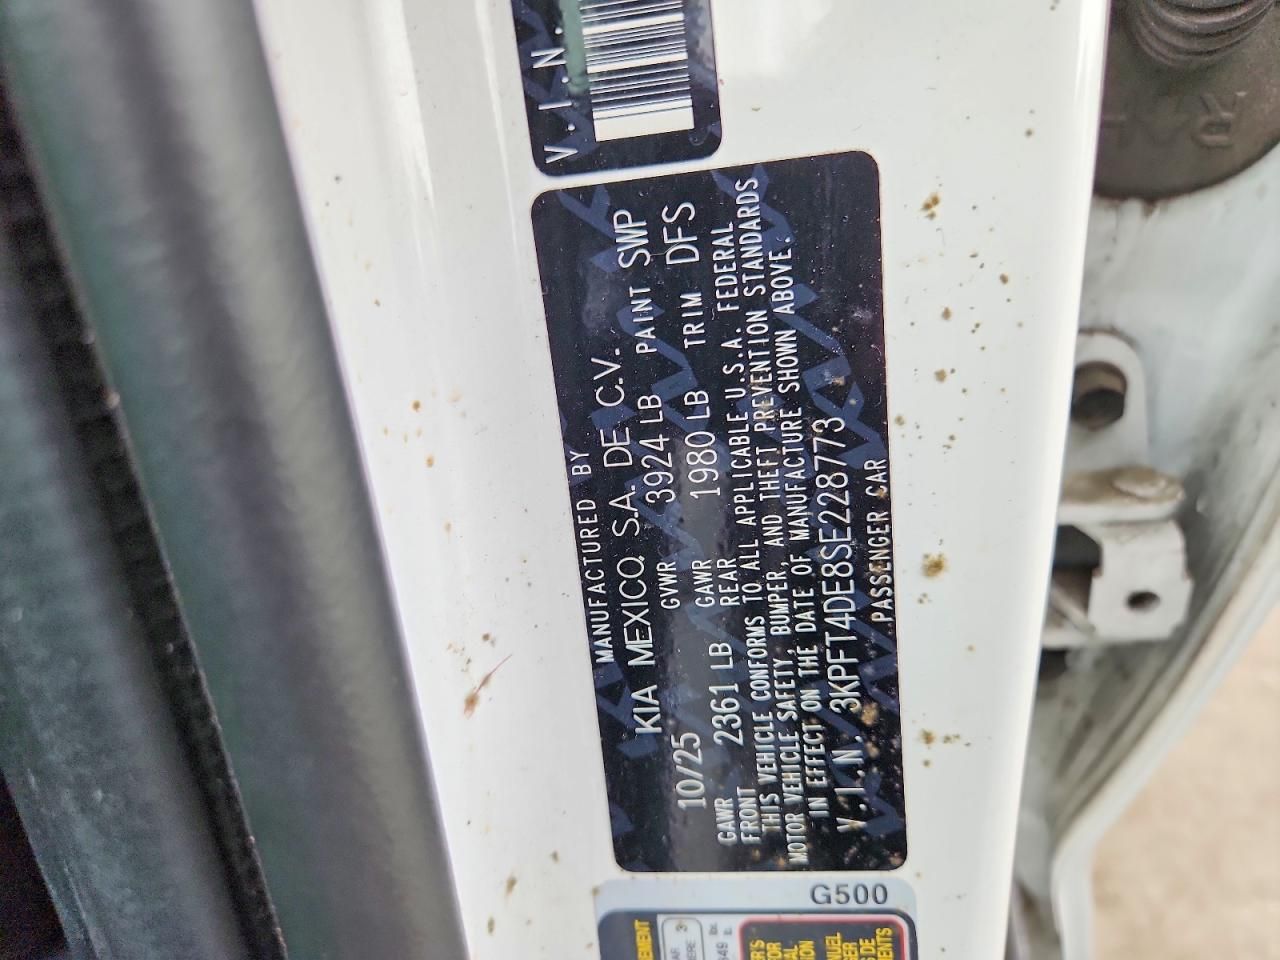 V.I.N.
MANUFACTURED BY
KIA MEXICO, S.A. DE C.V.
10/25 GVWR 3924 LB PAINT SWP
GAWR FRONT 2361 LB GAWR REAR 1980 LB TRIM DFS
THIS VEHICLE CONFORMS TO ALL APPLICABLE U.S.A. FEDERAL
MOTOR VEHICLE SAFETY, BUMPER, AND THEFT PREVENTION STANDARDS
IN EFFECT ON THE DATE OF MANUFACTURE SHOWN ABOVE.
V.I.N. 3KPFT4DE8SE228773
PASSENGER CAR
G500